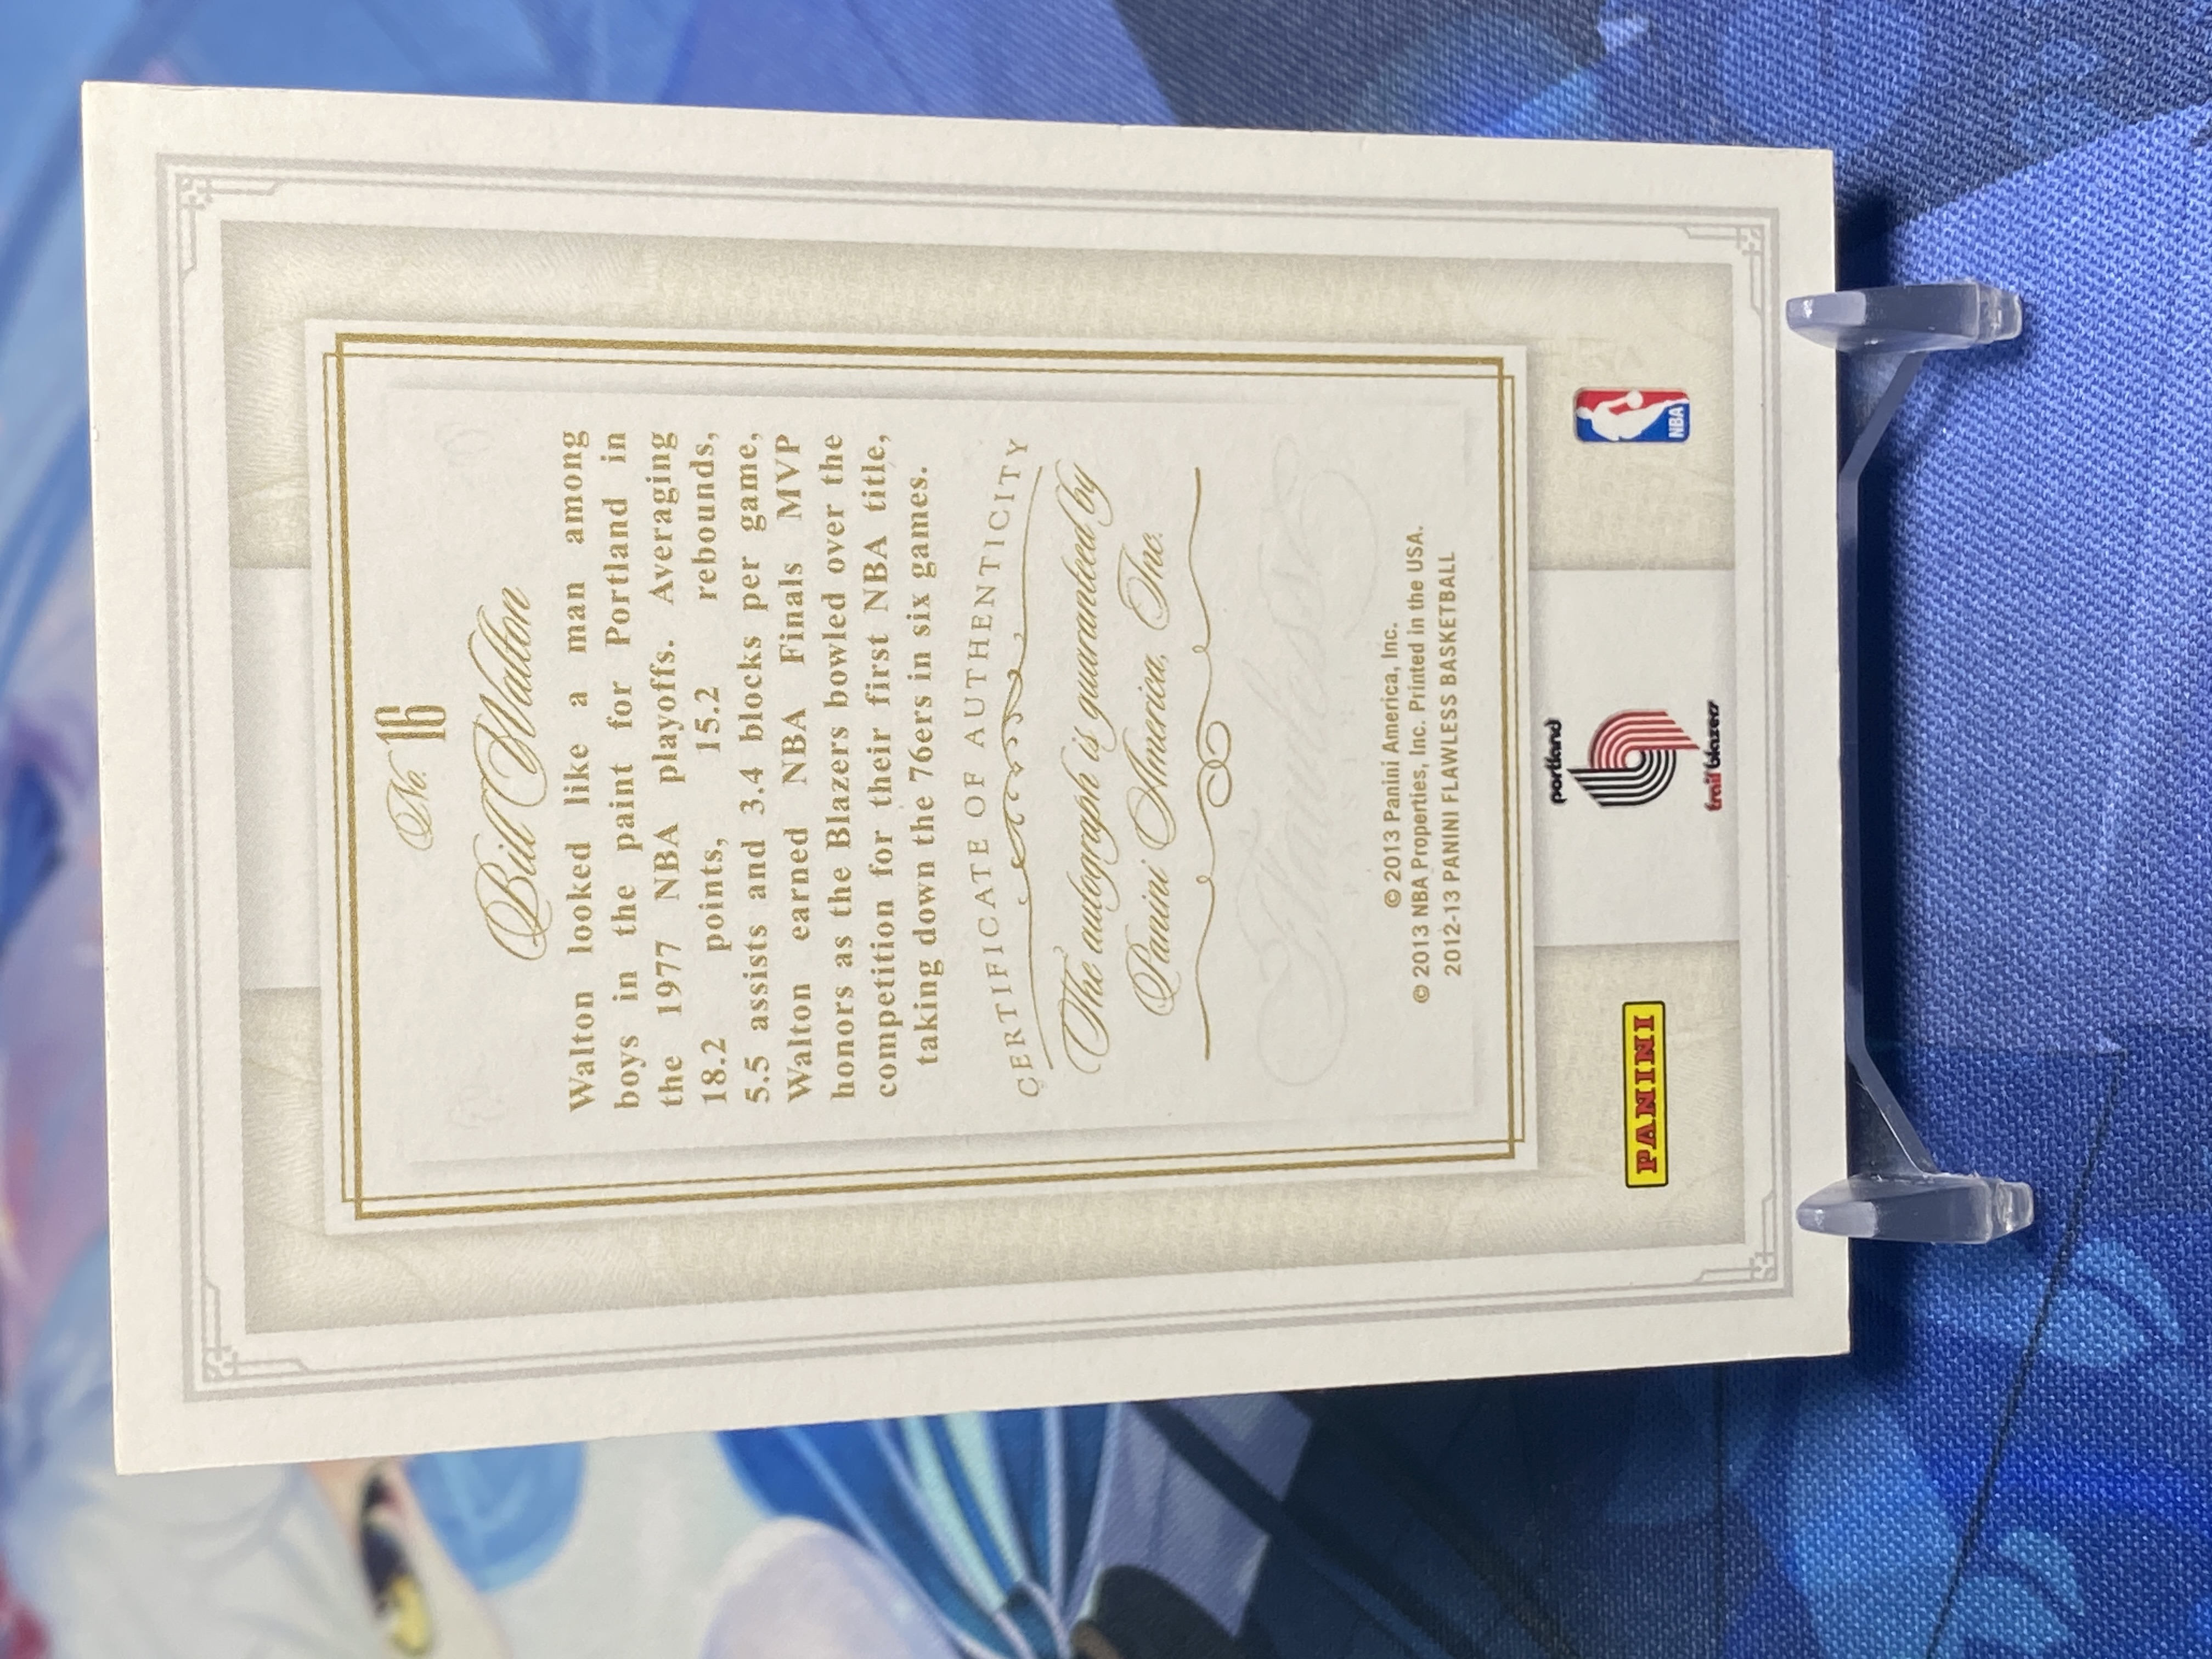 No. 16
Bill Walton
Walton looked like a man among
boys in the paint for Portland in
the 1977 NBA playoffs. Averaging
18.2 points, 15.2 rebounds,
5.5 assists and 3.4 blocks per game,
Walton earned NBA Finals MVP
honors as the Blazers bowled over the
competition for their first NBA title,
taking down the 76ers in six games.
CERTIFICATE OF AUTHENTICITY
The autograph is guaranteed by
Panini America, Inc.
Flawless
© 2013 Panini America, Inc.
© 2013 NBA Properties, Inc. Printed in the USA.
2012-13 PANINI FLAWLESS BASKETBALL
PANINI
portland
trail blazers
NBA